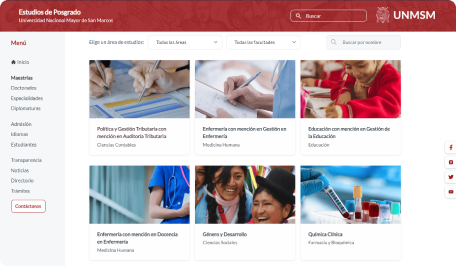 Estudios de Posgrado
Universidad Nacional Mayor de San Marcos
Buscar
UNMSM
Menú
Elige un área de estudios:
Todas las áreas
Todas las facultades
Buscar por nombre
Inicio
Maestrías
Doctorados
Especialidades
Diplomaturas
Admisión
Idiomas
Estudiantes
Transparencia
Noticias
Directorio
Trámites
Contáctanos
Política y Gestión Tributaria con
mención en Auditoría Tributaria
Ciencias Contables
Enfermería con mención en Gestión en
Enfermería
Medicina Humana
Educación con mención en Gestión de
la Educación
Educación
Enfermería con mención en Docencia
en Enfermería
Medicina Humana
Género y Desarrollo
Ciencias Sociales
Química Clínica
Farmacia y Bioquímica